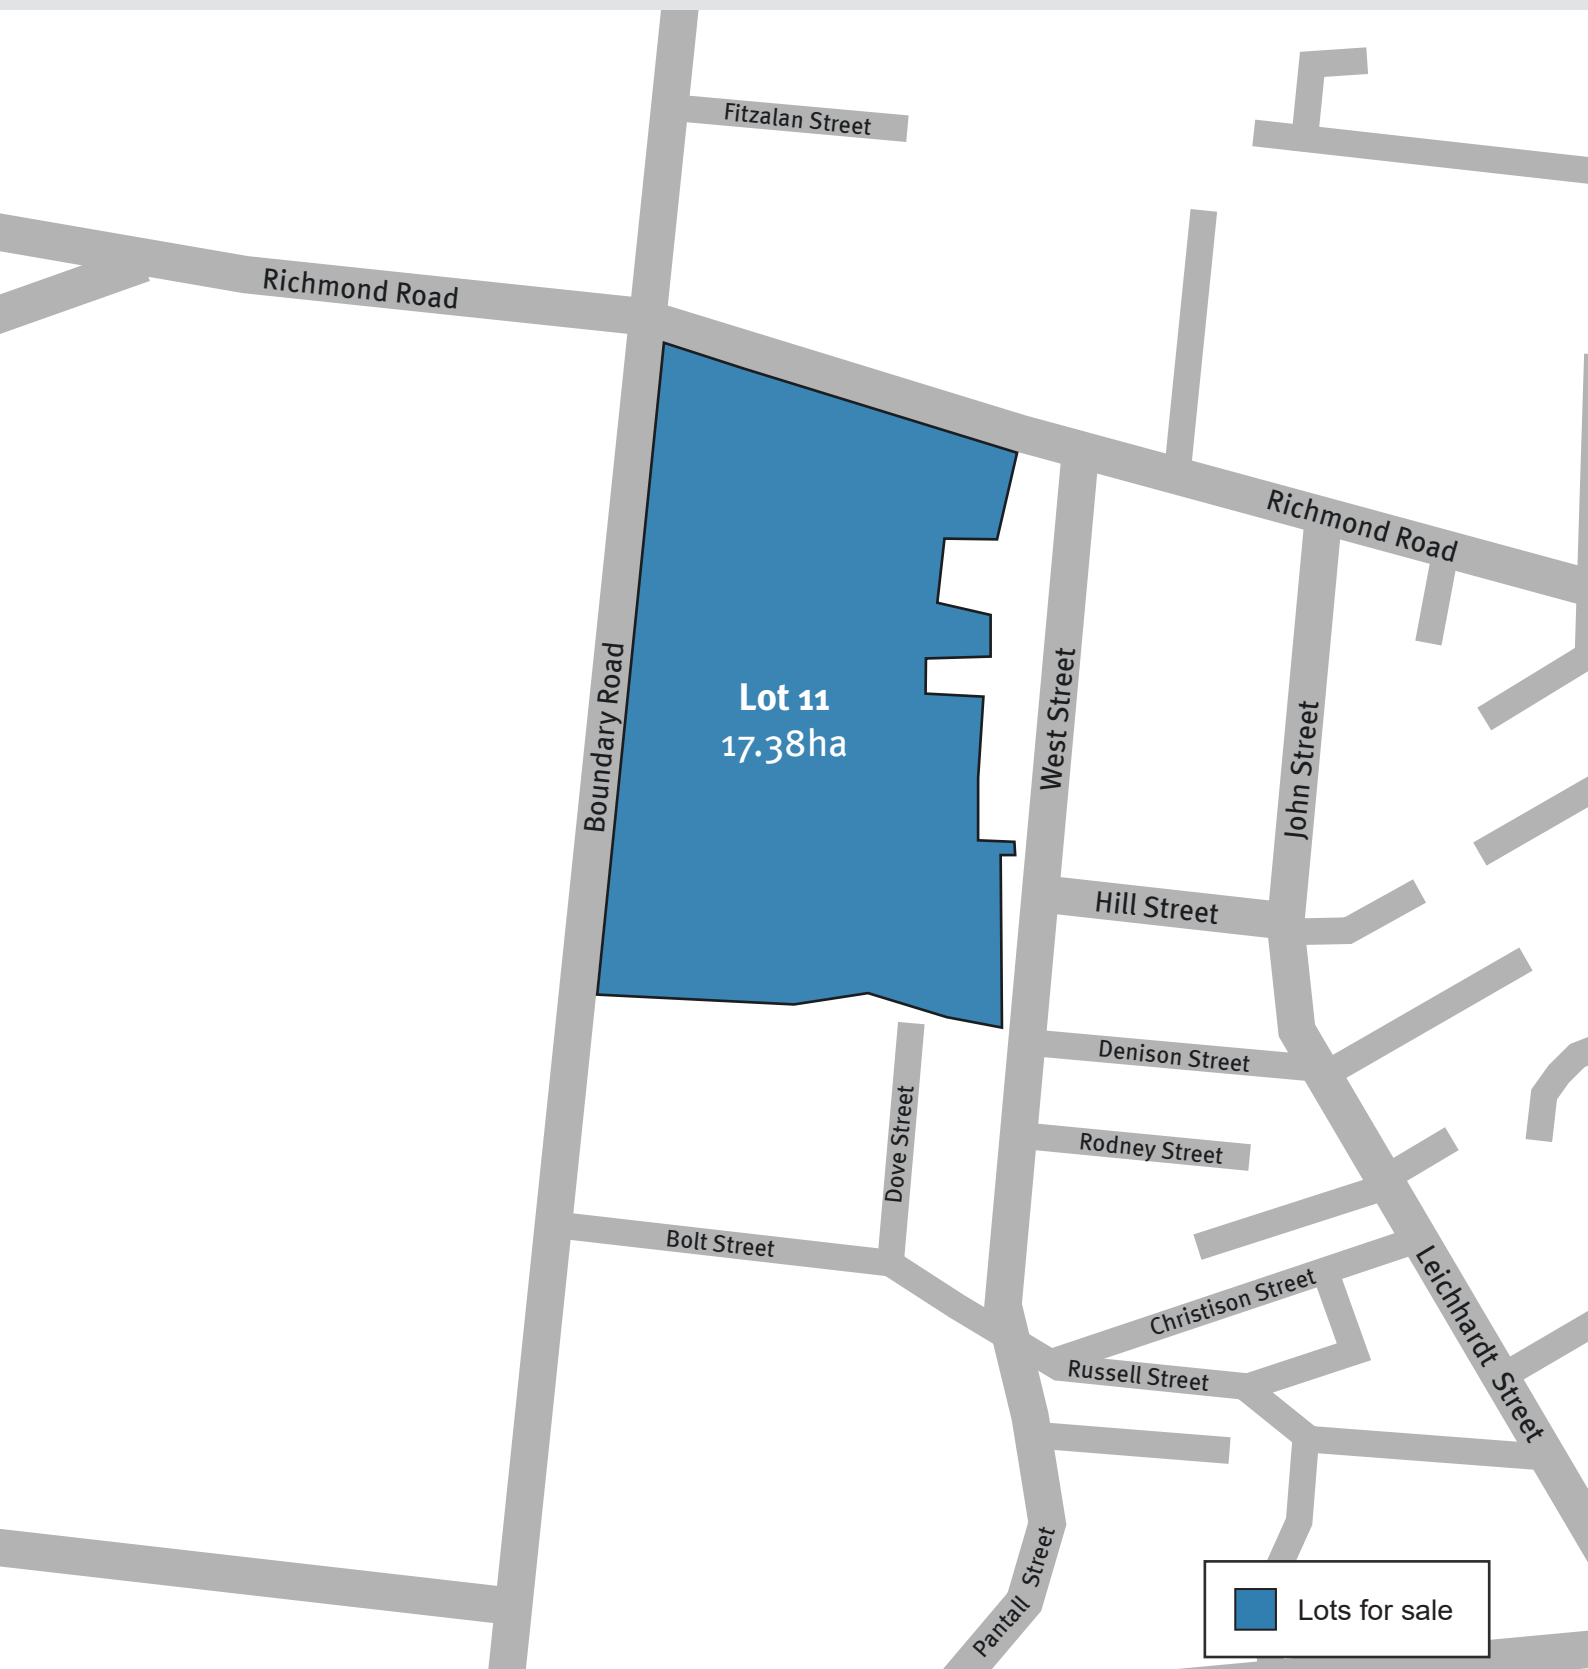 Fitzalan Street
Richmond Road
Richmond Road
Boundary Road
Lot 11
17.38ha
West Street
John Street
Hill Street
Denison Street
Dove Street
Rodney Street
Bolt Street
Christison Street
Leichhardt Street
Russell Street
Pantall Street
Lots for sale